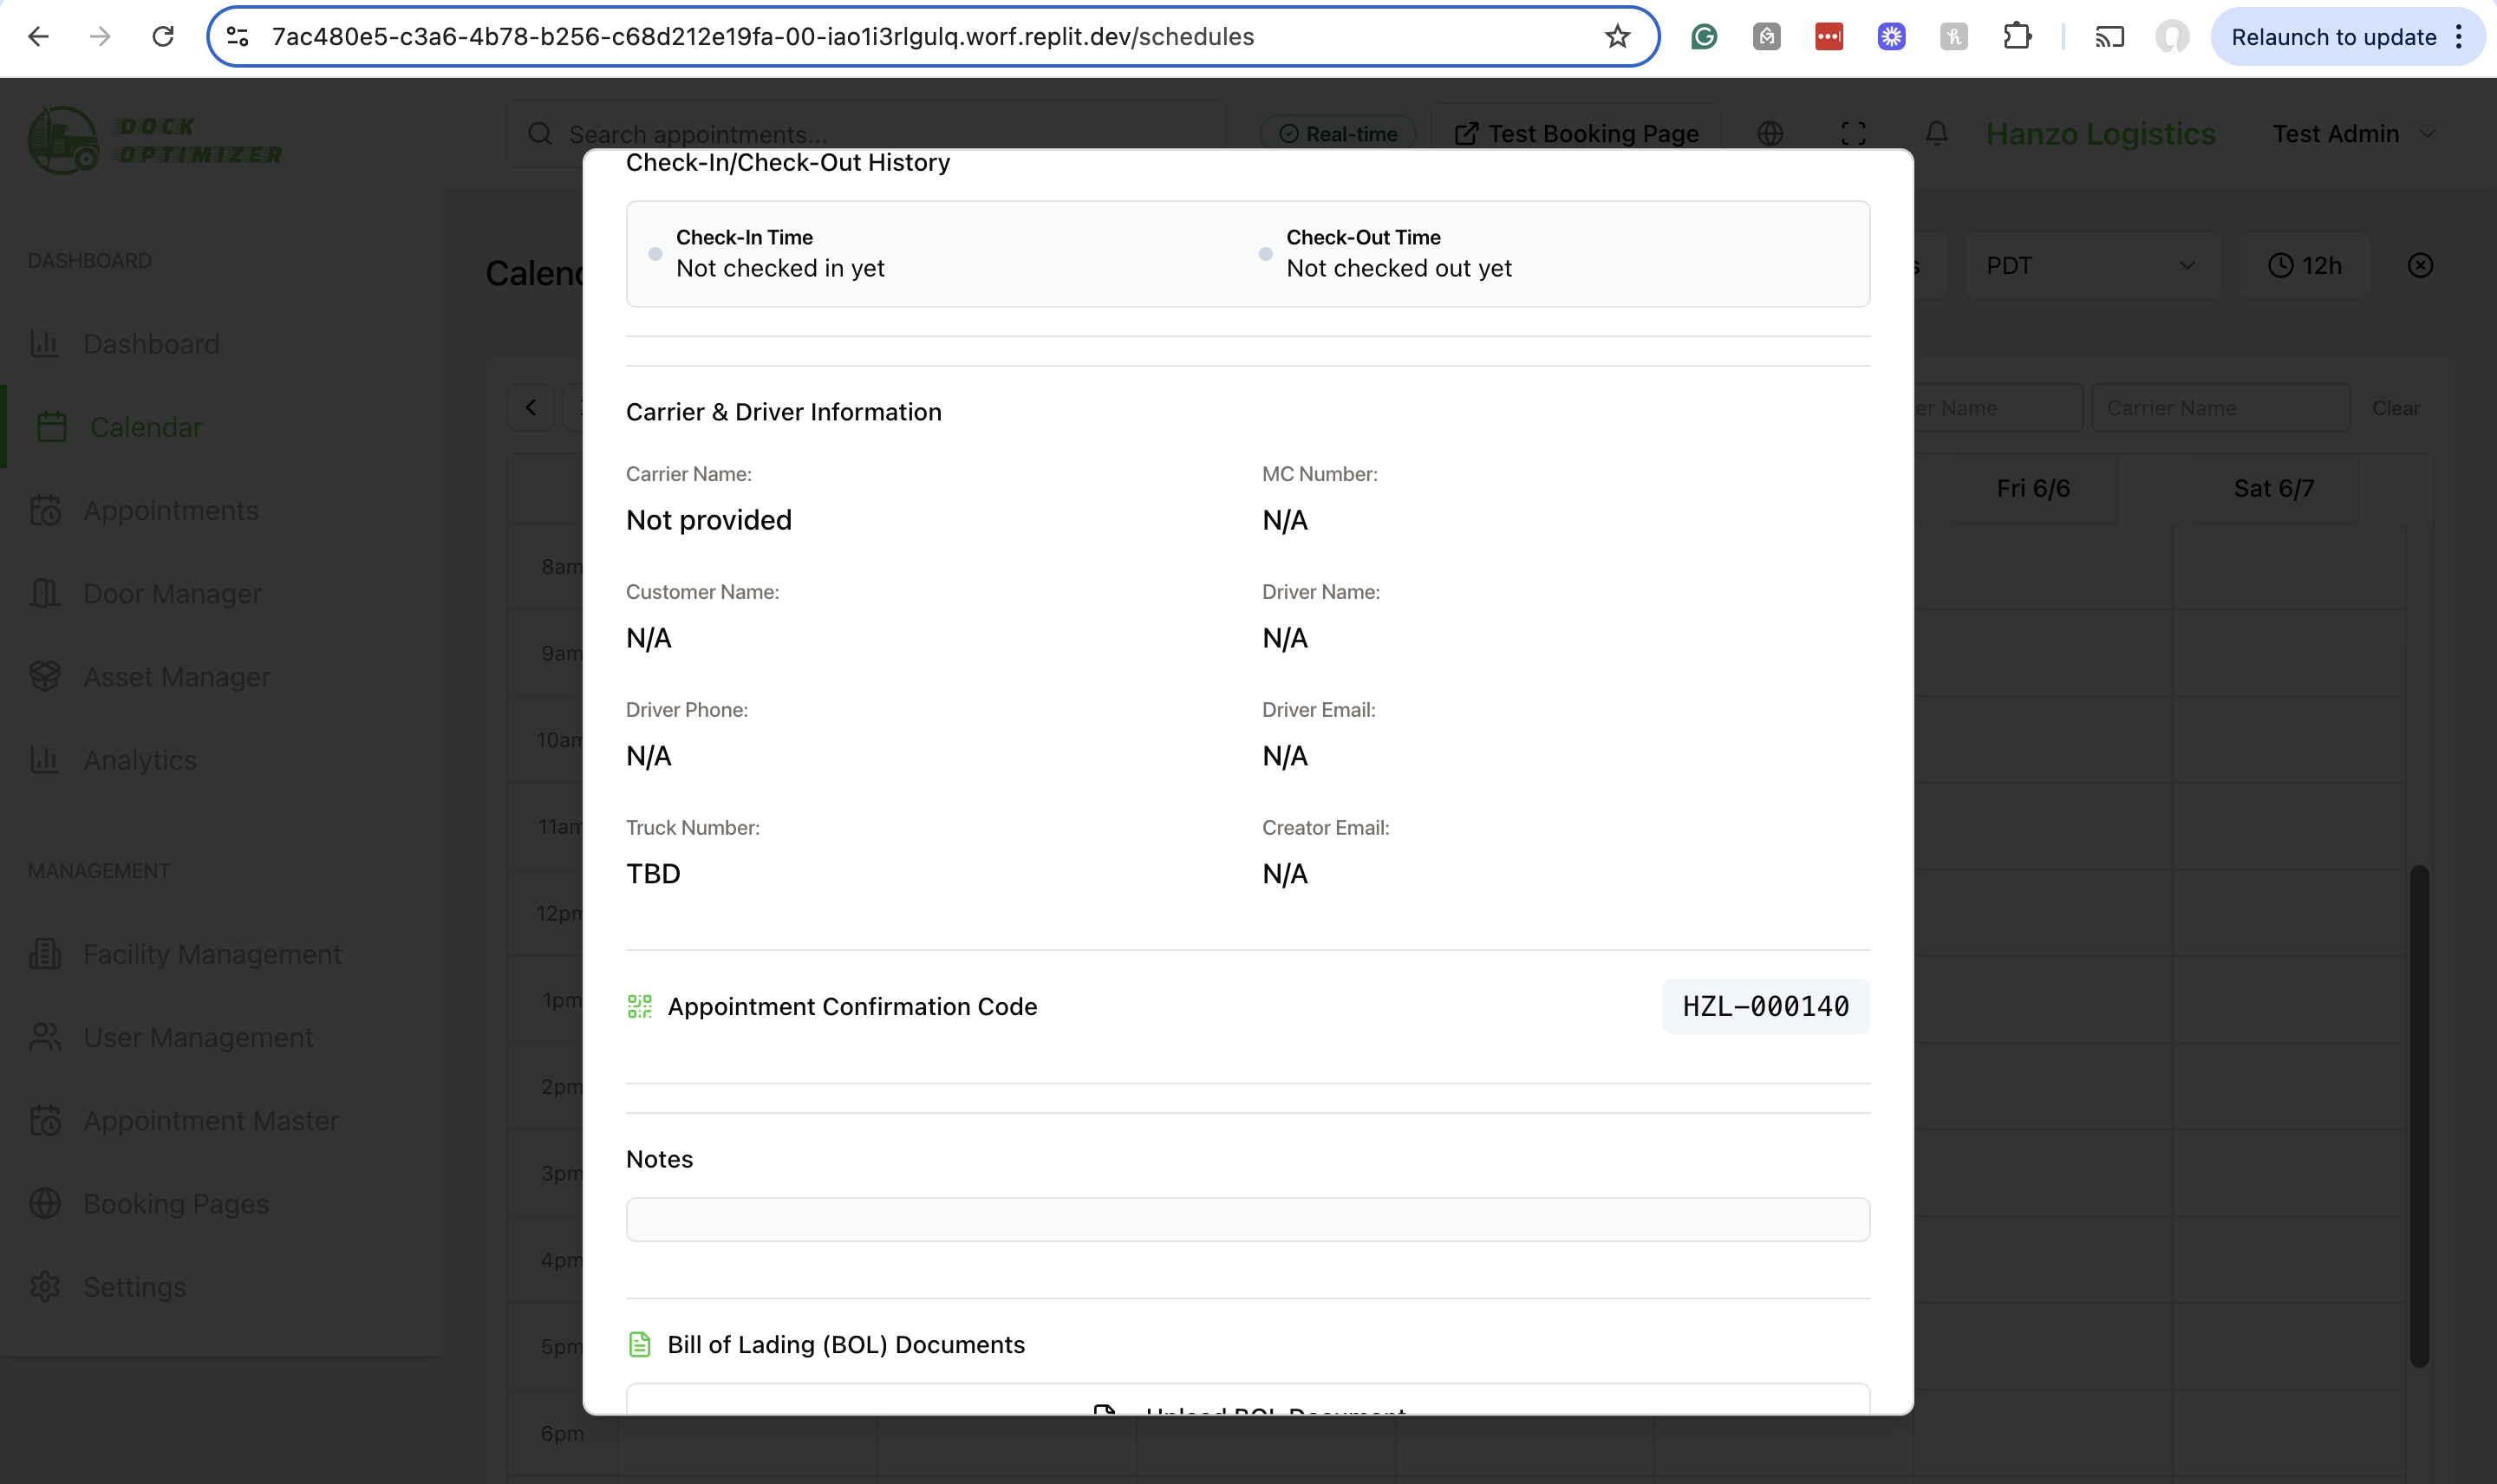 7ac480e5-c3a6-4b78-b256-c68d212e19fa-00-iao1i3rlgulq.worf.replit.dev/schedules
Relaunch to update
DOCK
OPTIMIZER
Search appointments...
Real-time
Test Booking Page
Hanzo Logistics
Test Admin
DASHBOARD
Dashboard
Calendar
Appointments
Door Manager
Asset Manager
Analytics
MANAGEMENT
Facility Management
User Management
Appointment Master
Booking Pages
Settings
PDT
12h
er Name
Carrier Name
Clear
Fri 6/6
Sat 6/7
8am
9am
10am
11am
12pm
1pm
2pm
3pm
4pm
5pm
6pm
Check-In/Check-Out History
Check-In Time
Not checked in yet
Check-Out Time
Not checked out yet
Carrier & Driver Information
Carrier Name:
Not provided
MC Number:
N/A
Customer Name:
N/A
Driver Name:
N/A
Driver Phone:
N/A
Driver Email:
N/A
Truck Number:
TBD
Creator Email:
N/A
Appointment Confirmation Code
HZL-000140
Notes
Bill of Lading (BOL) Documents
Upload BOL Document